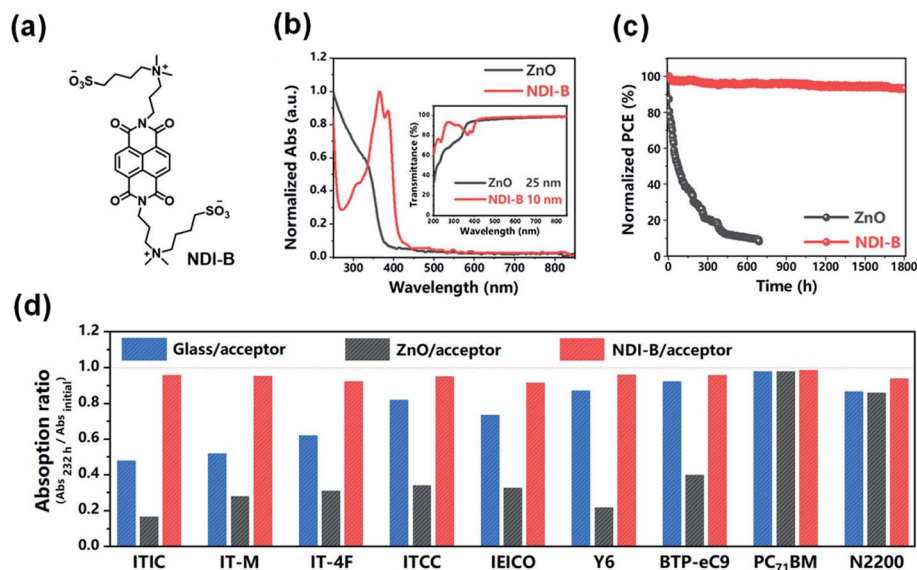 (a)
⁻SO₃
N⁺
O N O
O N O
SO₃⁻
N⁺
NDI-B
(b)
Normalized Abs (a.u.)
1.2
1.0
0.8
0.6
0.4
0.2
0.0
ZnO
NDI-B
Transmittance (%)
100
80
60
40
20
0
ZnO 25 nm
NDI-B 10 nm
200 300 400 500 600 700 800
Wavelength (nm)
300 400 500 600 700 800
Wavelength (nm)
(c)
Normalized PCE (%)
100
80
60
40
20
0
ZnO
NDI-B
0 300 600 900 1200 1500 1800
Time (h)
(d)
Absoption ratio
(Abs 232 h / Abs initial)
1.2
1.0
0.8
0.6
0.4
0.2
0.0
Glass/acceptor ZnO/acceptor NDI-B/acceptor
ITIC IT-M IT-4F ITCC IEICO Y6 BTP-eC9 PC₇₁BM N2200